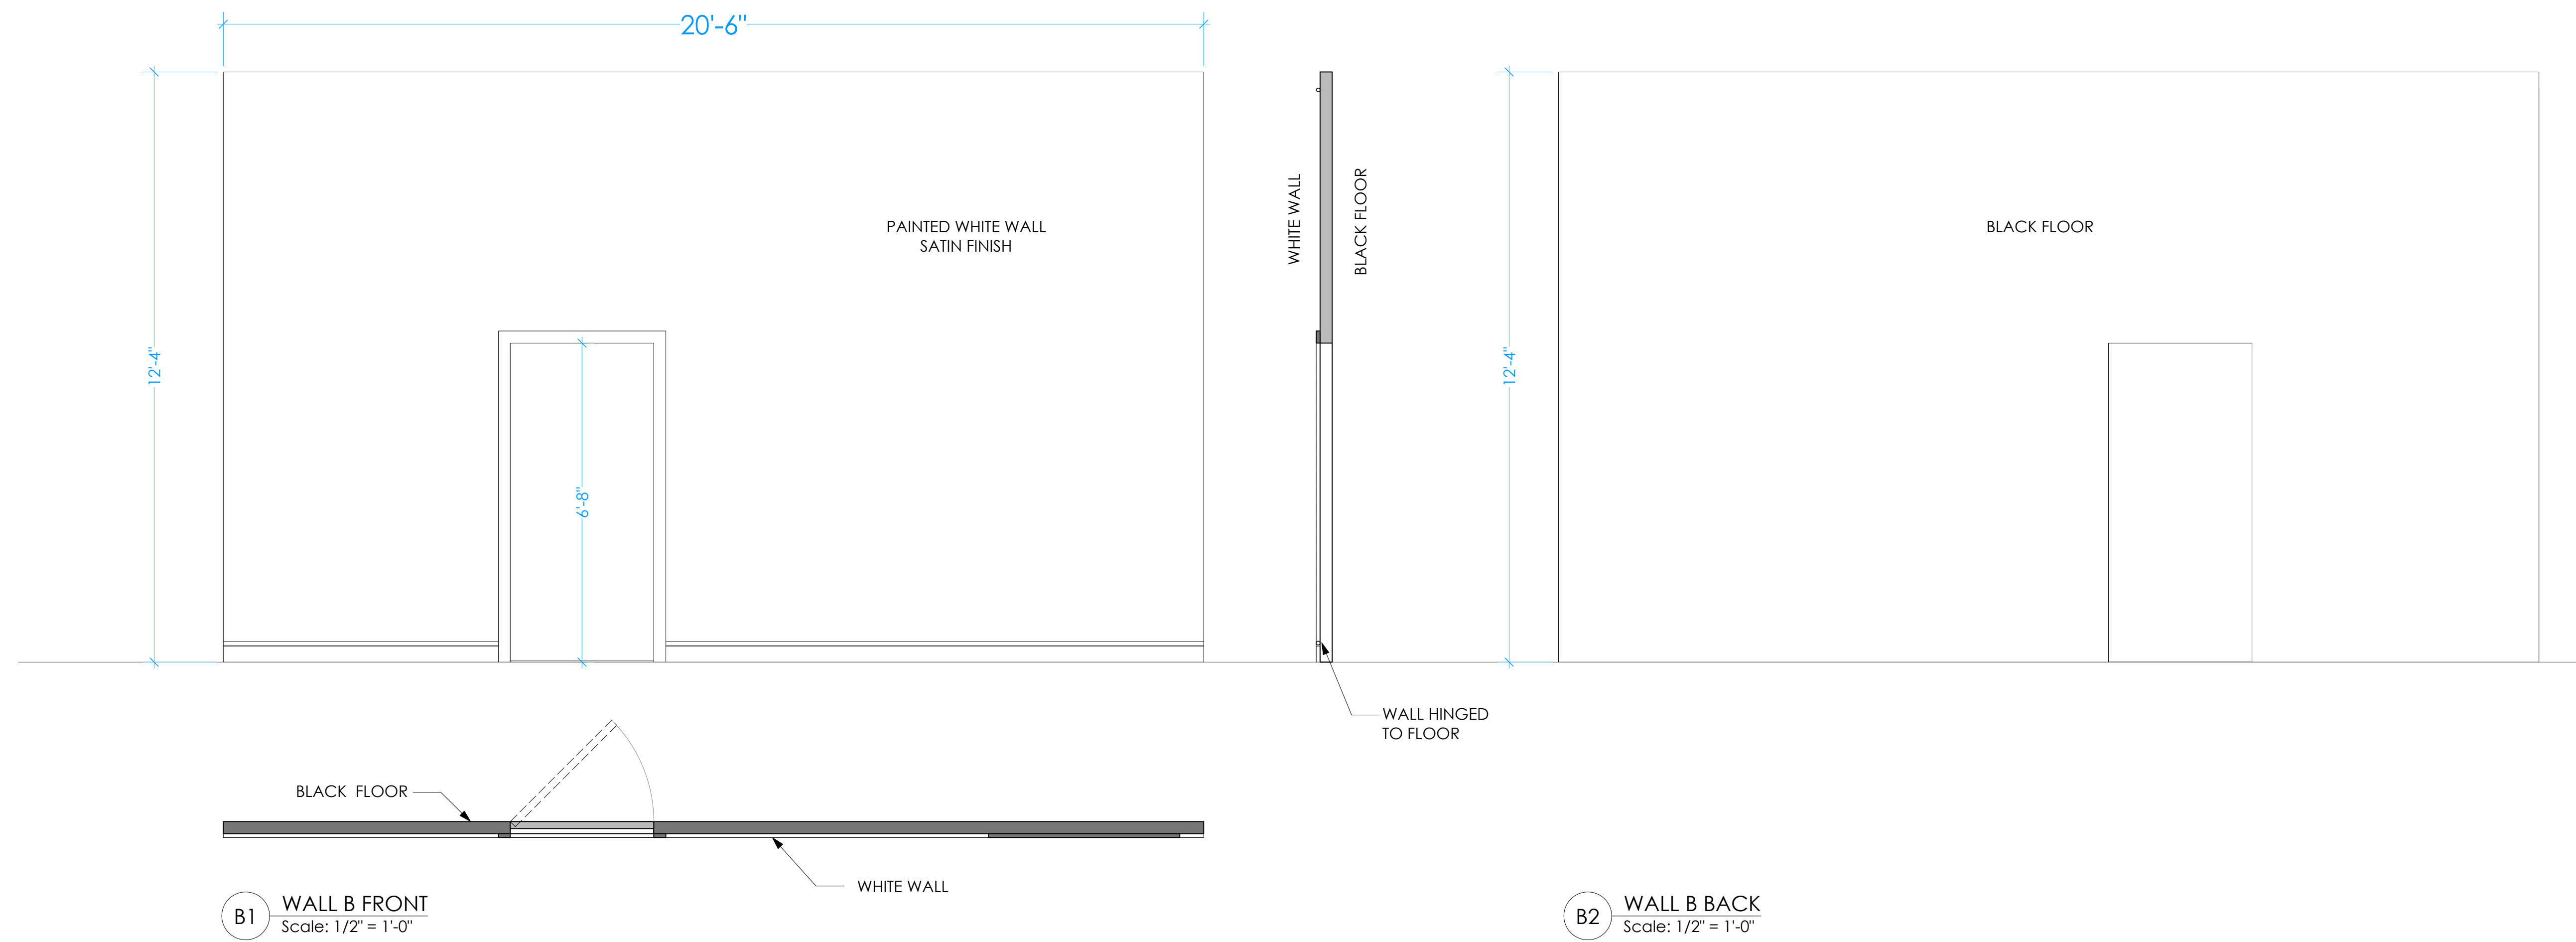 20'-6"
12'-4"
PAINTED WHITE WALL
SATIN FINISH
6'-8"
WHITE WALL
BLACK FLOOR
12'-4"
BLACK FLOOR
WALL HINGED
TO FLOOR
BLACK  FLOOR
WHITE WALL
B1
WALL B FRONT
Scale: 1/2" = 1'-0"
B2
WALL B BACK
Scale: 1/2" = 1'-0"